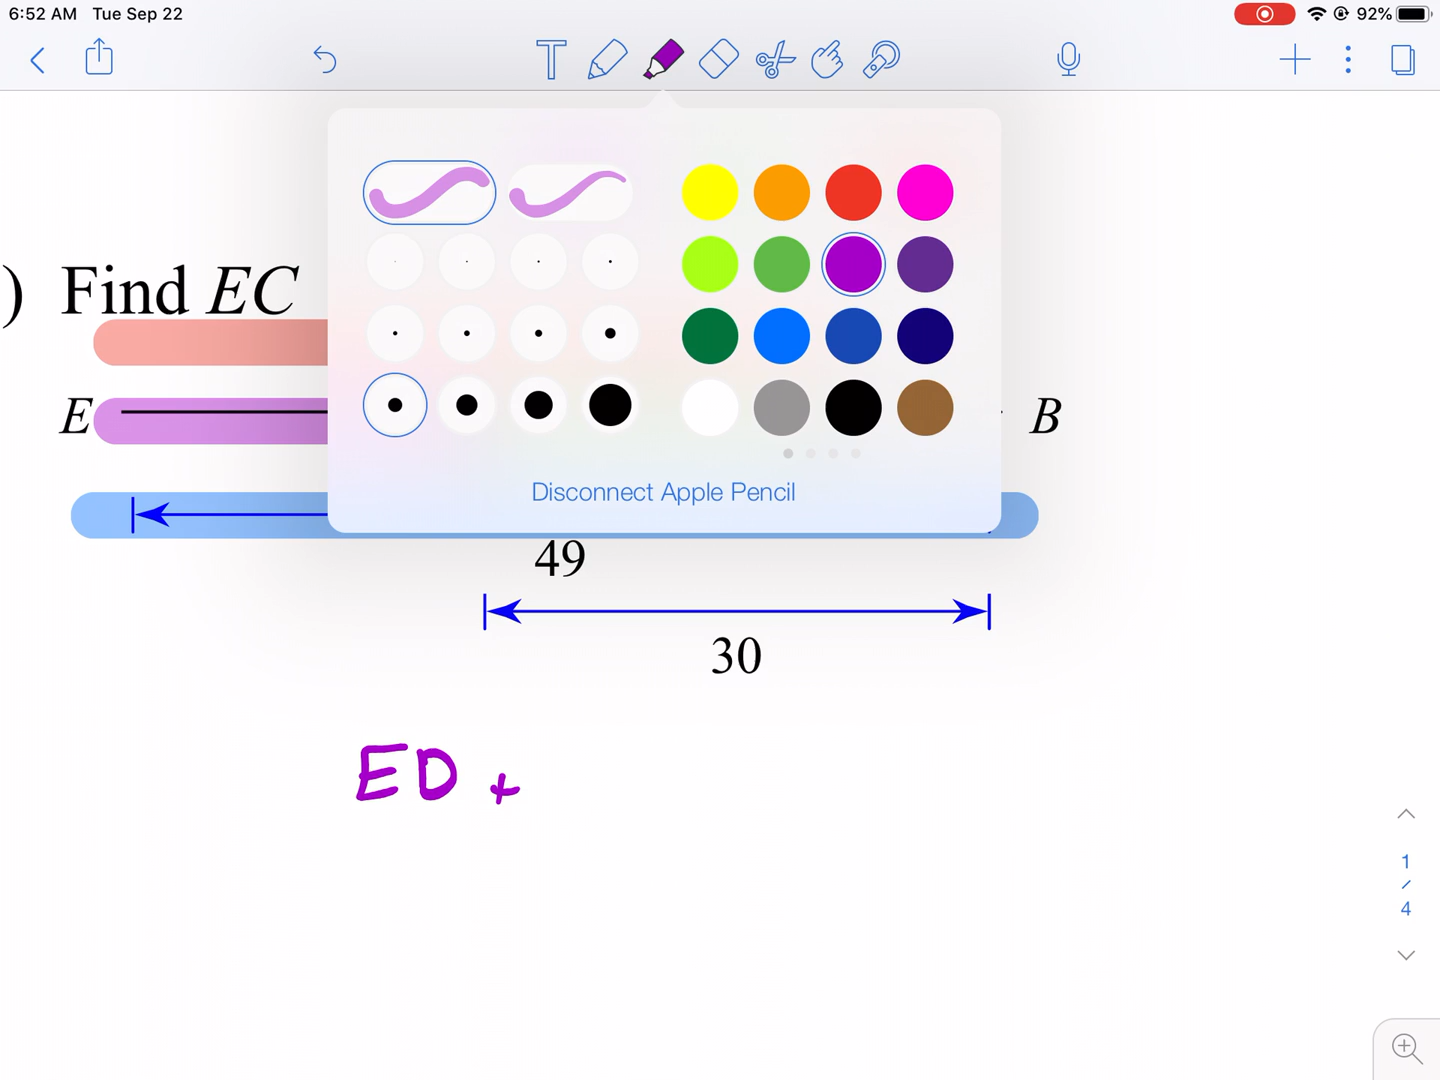 6:52 AM Tue Sep 22 92%
T
) Find EC
E B
Disconnect Apple Pencil
49
30
ED +
1
/
4